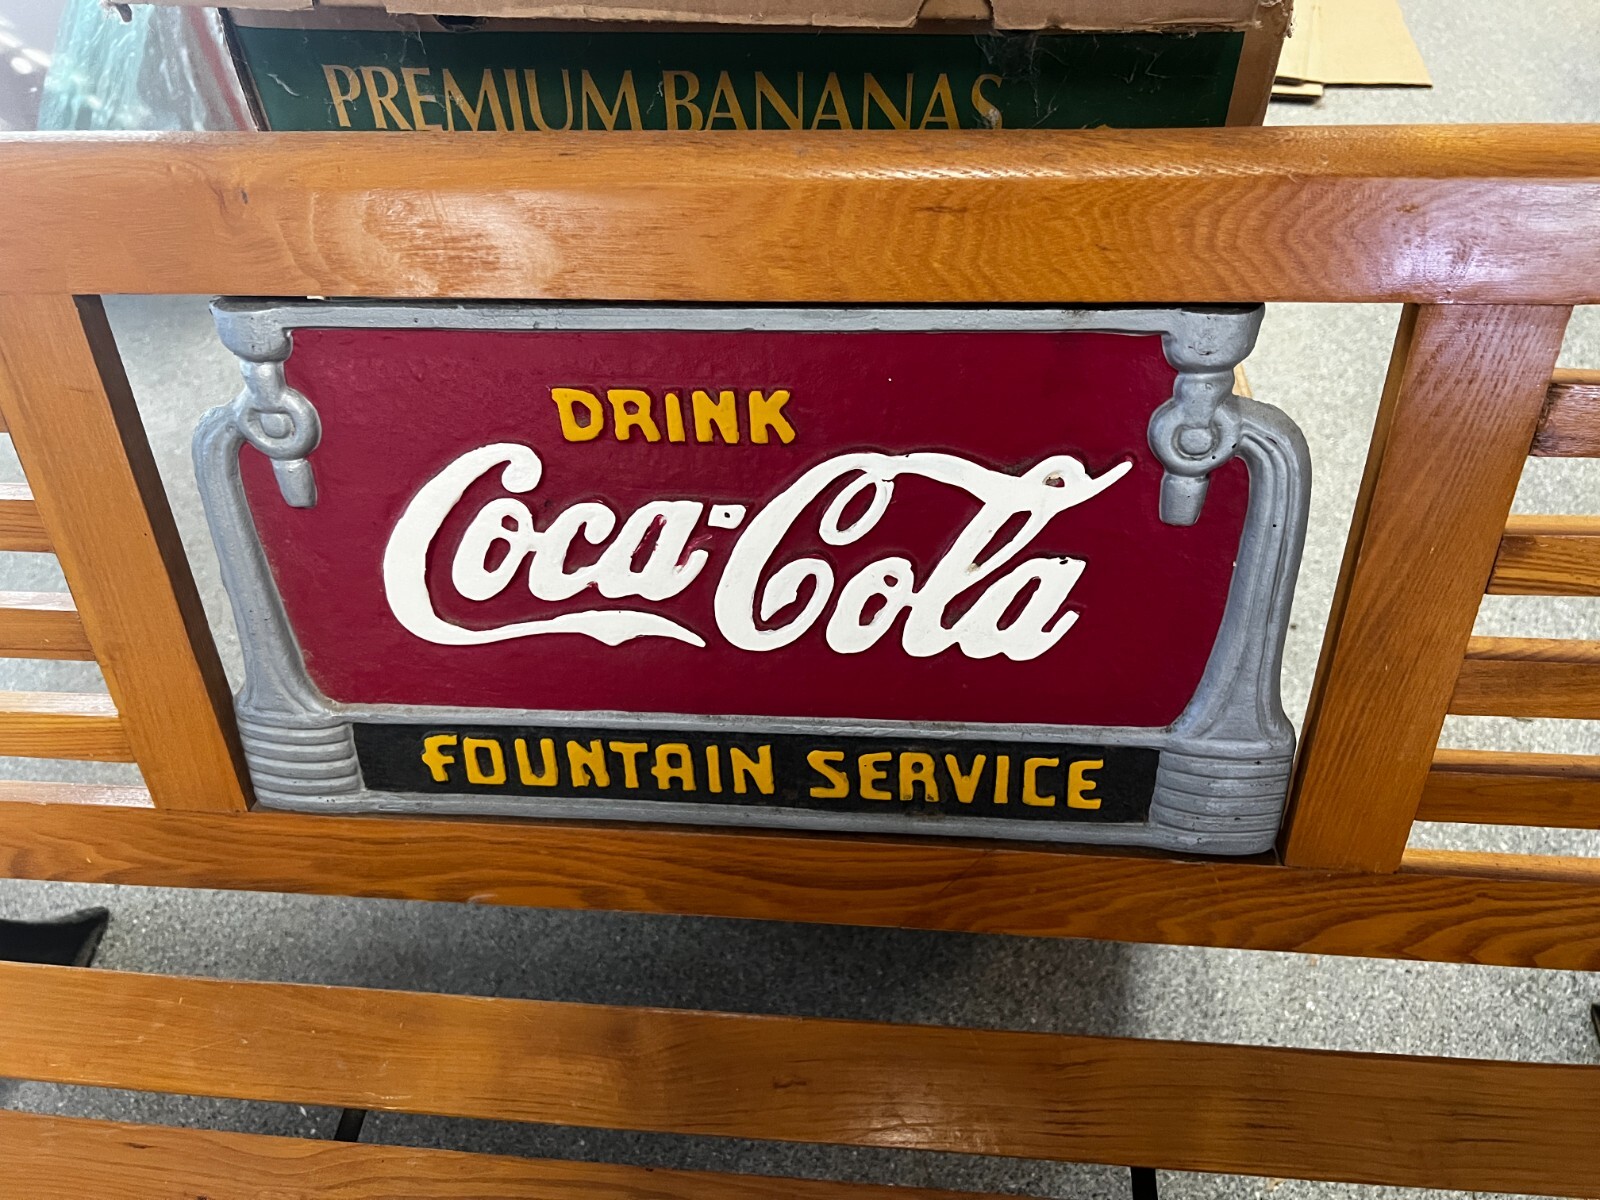 PREMIUM BANANAS
DRINK
Coca-Cola
FOUNTAIN SERVICE